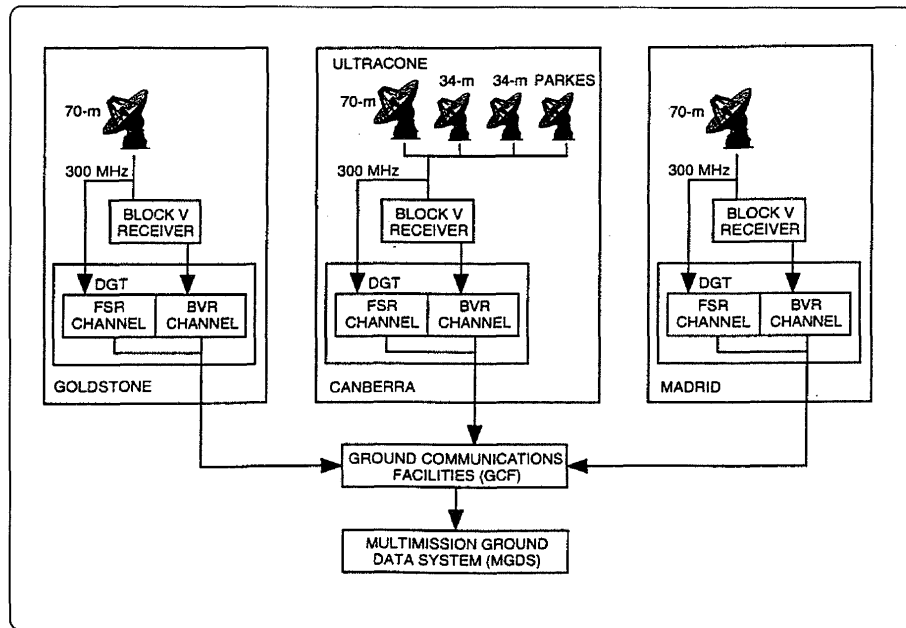 70-m
300 MHz
BLOCK V
RECEIVER
DGT
FSR
CHANNEL
BVR
CHANNEL
GOLDSTONE
ULTRACONE
70-m
34-m
34-m
PARKES
300 MHz
BLOCK V
RECEIVER
DGT
FSR
CHANNEL
BVR
CHANNEL
CANBERRA
70-m
300 MHz
BLOCK V
RECEIVER
DGT
FSR
CHANNEL
BVR
CHANNEL
MADRID
GROUND COMMUNICATIONS
FACILITIES (GCF)
MULTIMISSION GROUND
DATA SYSTEM (MGDS)